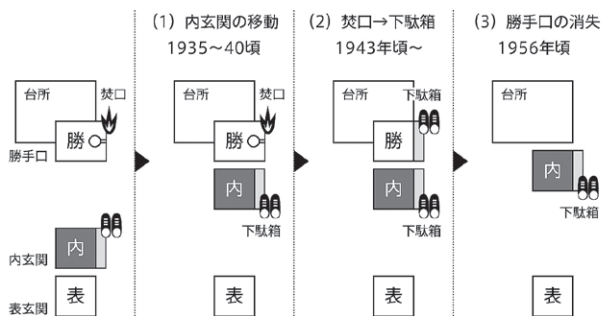 (1) 内玄関の移動
1935～40頃
(2) 焚口→下駄箱
1943年頃～
(3) 勝手口の消失
1956年頃
台所
焚口
勝
勝手口
内
内玄関
表
表玄関
台所
焚口
勝
内
下駄箱
表
台所
下駄箱
勝
内
下駄箱
表
台所
内
下駄箱
表